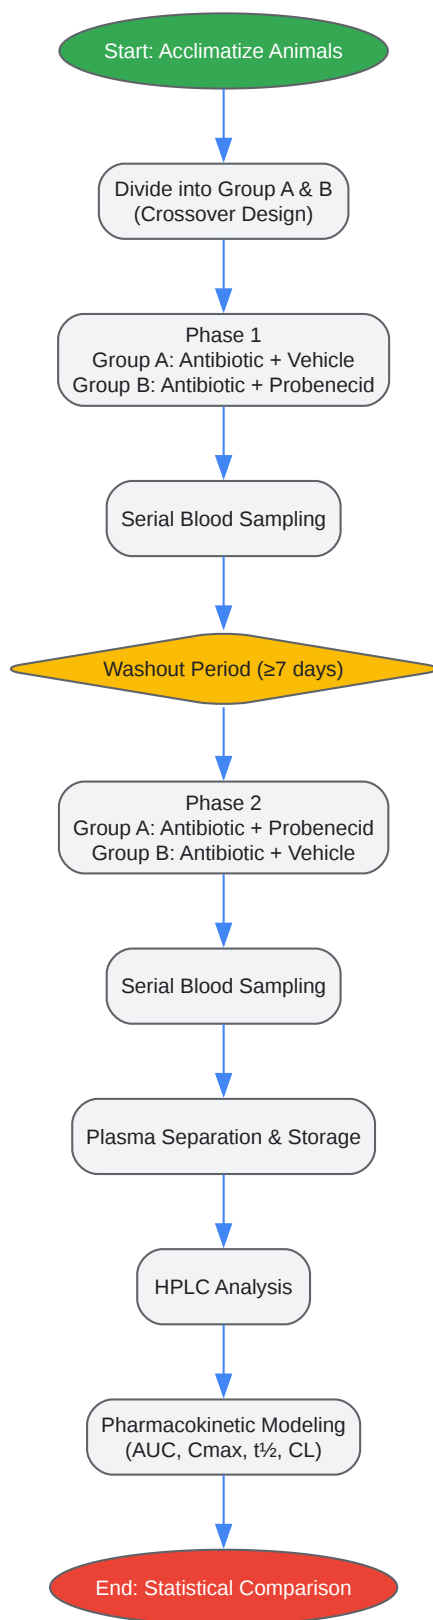 Start: Acclimatize Animals
Divide into Group A & B
(Crossover Design)
Phase 1
Group A: Antibiotic + Vehicle
Group B: Antibiotic + Probenecid
Serial Blood Sampling
Washout Period (≥7 days)
Phase 2
Group A: Antibiotic + Probenecid
Group B: Antibiotic + Vehicle
Serial Blood Sampling
Plasma Separation & Storage
HPLC Analysis
Pharmacokinetic Modeling
(AUC, Cmax, t½, CL)
End: Statistical Comparison